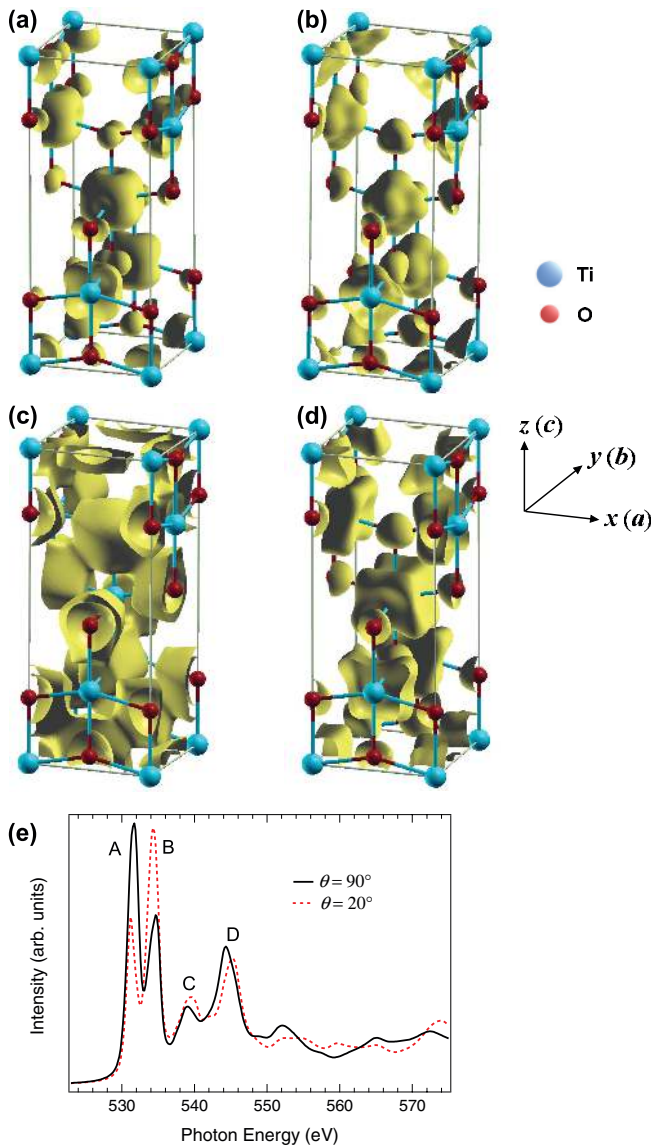 (a)
(b)
Ti
O
(c)
(d)
z (c)
y (b)
x (a)
(e)
A
B
θ = 90°
θ = 20°
D
C
Intensity (arb. units)
530
540
550
560
570
Photon Energy (eV)